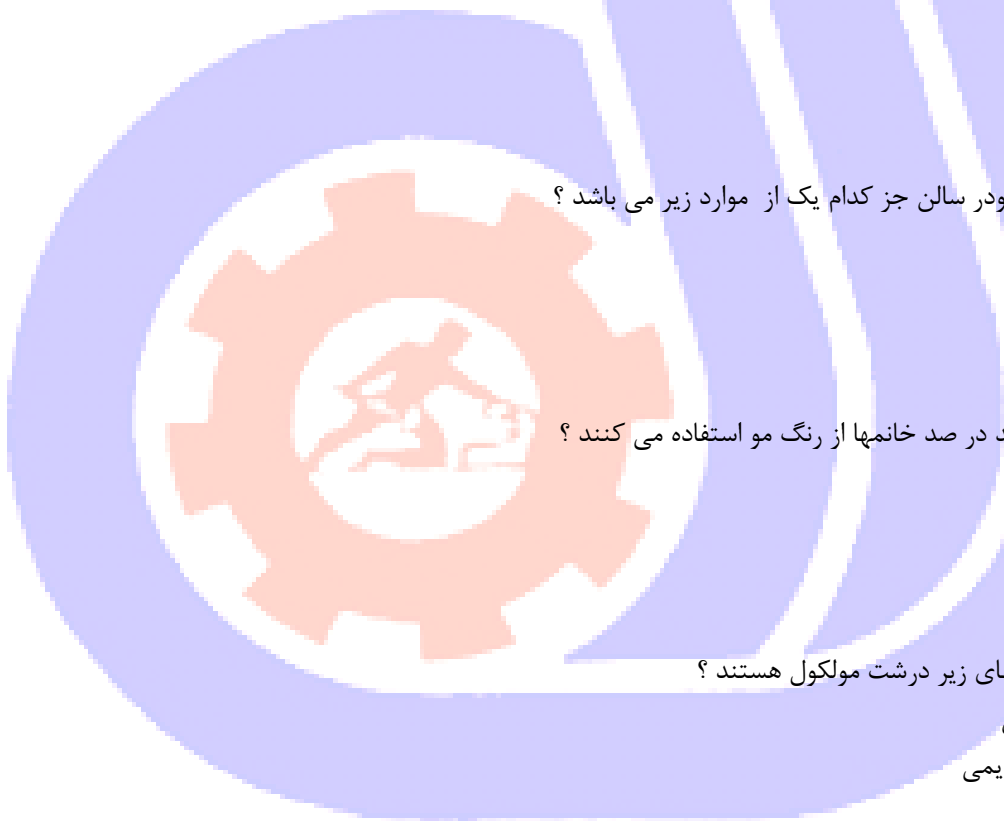 ودر سالن جز کدام یک از موارد زیر می باشد ؟
د در صد خانمها از رنگ مو استفاده می کنند ؟
ای زیر درشت مولکول هستند ؟
یمی